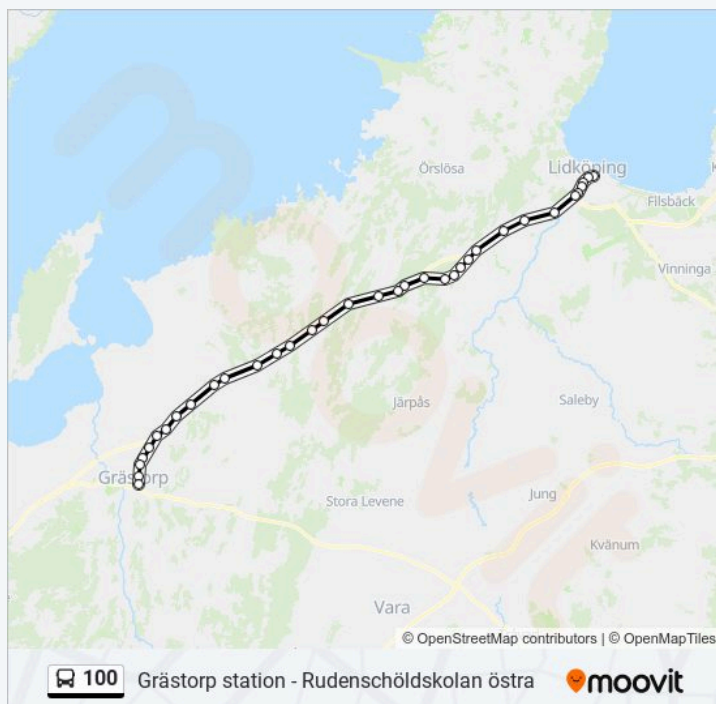 Örslösa
Lidköping
K
Filsbäck
Vinninga
Järpås
Saleby
Grästorp
Stora Levene
Jung
Kvänum
Vara
© OpenStreetMap contributors | © OpenMapTiles
100 Grästorp station - Rudenschöldskolan östra moovit